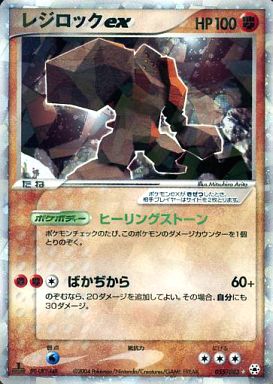 レジロックex HP100
Illus. Mitsuhiro Arita
たね
ポケモンexがきぜつしたとき、
相手プレイヤーはサイドを2枚とる。
ポケボディー ヒーリングストーン
ポケモンチェックのたび、このポケモンのダメージカウンターを1個とりのぞく。
ばかぢから 60+
のぞむなら、20ダメージを追加してよい。その場合、自分にも30ダメージ。
©2004 Pokémon/Nintendo/Creatures/GAME FREAK